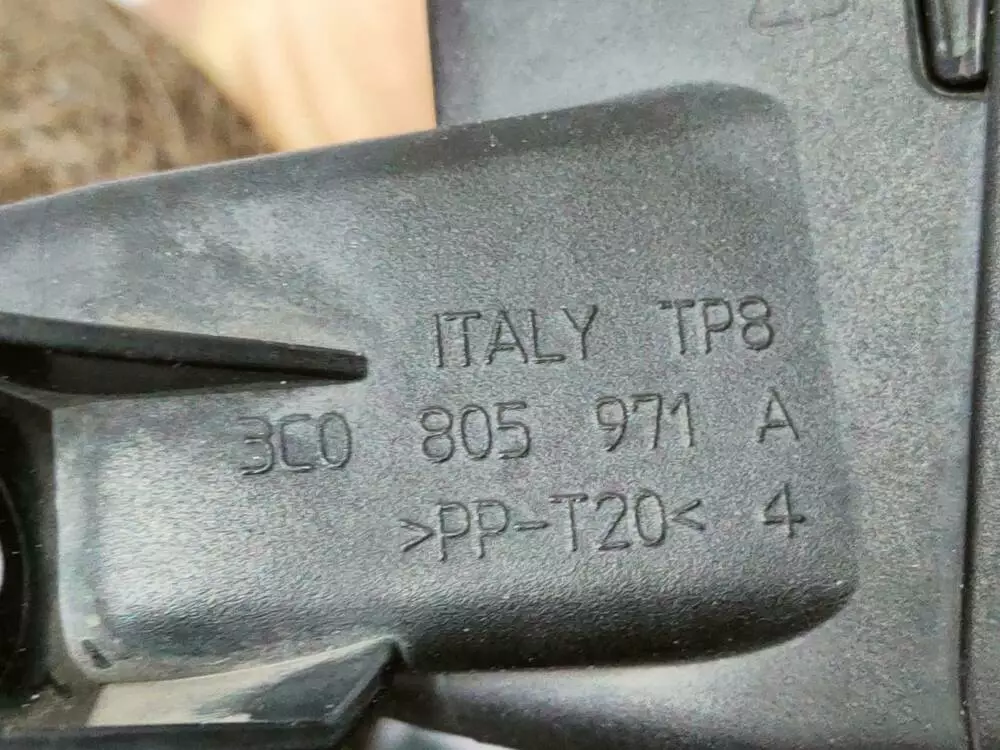 ITALY TP8
3C0 805 971 A
>PP-T20< 4